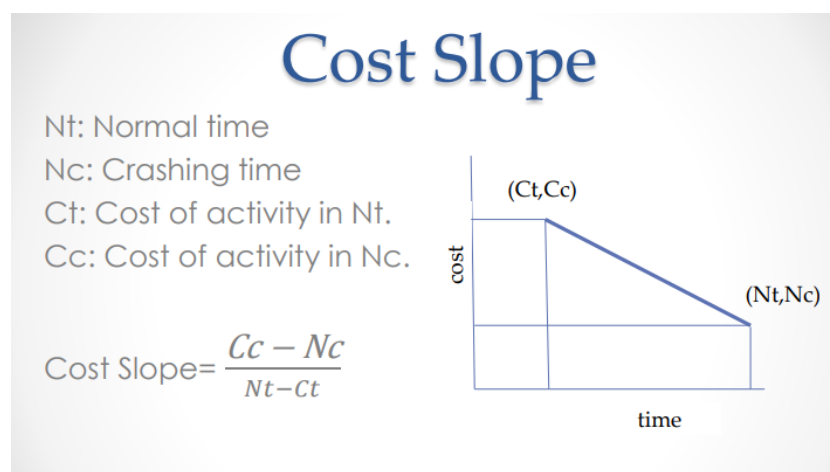 Cost Slope
Nt: Normal time
Nc: Crashing time
Ct: Cost of activity in Nt.
Cc: Cost of activity in Nc.
Cost Slope= Cc − Nc
Nt−Ct
(Ct,Cc)
cost
(Nt,Nc)
time